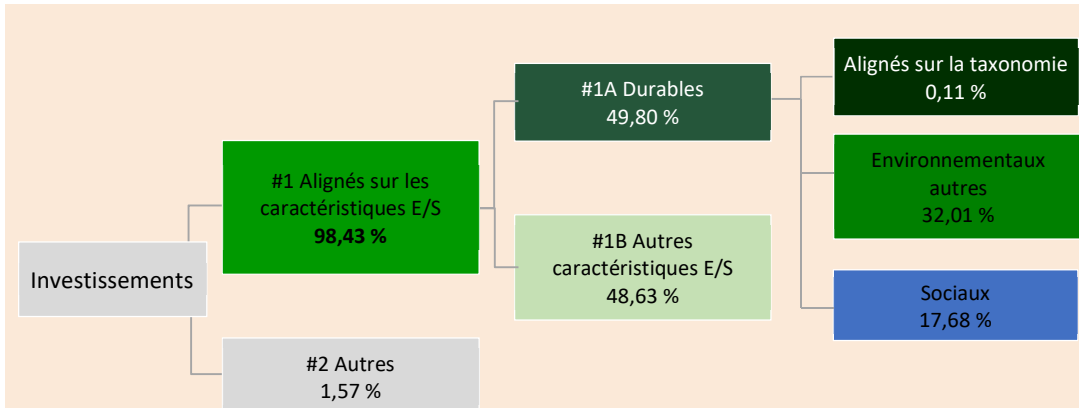 Investissements
#1 Alignés sur les
caractéristiques E/S
98,43 %
#2 Autres
1,57 %
#1A Durables
49,80 %
#1B Autres
caractéristiques E/S
48,63 %
Alignés sur la taxonomie
0,11 %
Environnementaux
autres
32,01 %
Sociaux
17,68 %